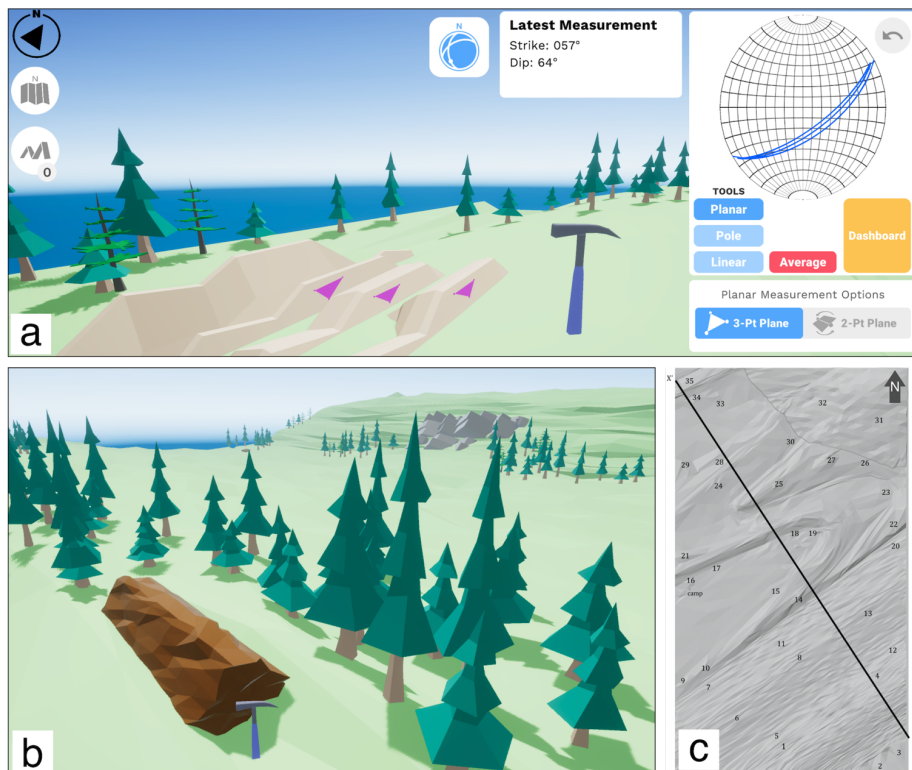 N
N
0
N
Latest Measurement
Strike: 057°
Dip: 64°
TOOLS
Planar
Pole
Linear
Average
Dashboard
Planar Measurement Options
3-Pt Plane
2-Pt Plane
a
b
X'
35
34
33
32
31
30
29
28
27
26
25
24
23
22
21
20
19
18
17
16
camp
15
14
13
12
11
10
9
8
7
6
5
4
3
2
1
N
c